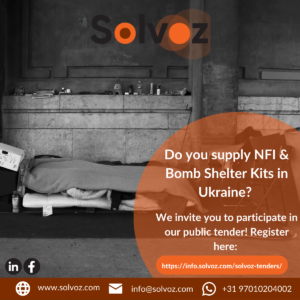 Solvoz
Do you supply NFI &
Bomb Shelter Kits in
Ukraine?
We invite you to participate in
our public tender! Register
here:
https://info.solvoz.com/solvoz-tenders/
www.solvoz.com
info@solvoz.com
+31 97010204002